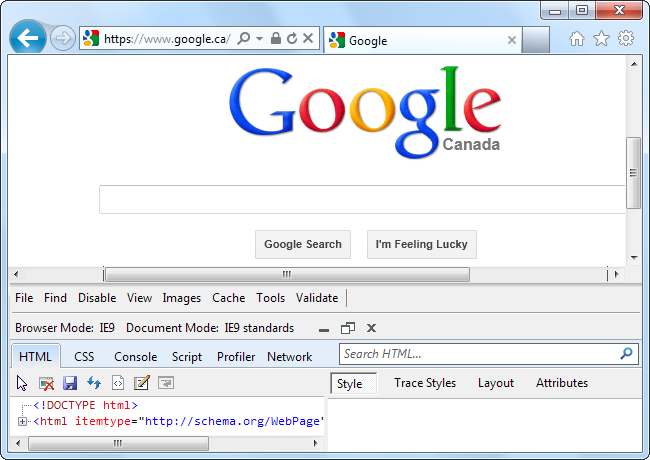 https://www.google.ca/
Google
Google
Canada
Google Search
I'm Feeling Lucky
File Find Disable View Images Cache Tools Validate
Browser Mode: IE9 Document Mode: IE9 standards
HTML CSS Console Script Profiler Network Search HTML...
Style Trace Styles Layout Attributes
<!DOCTYPE html>
<html itemtype="http://schema.org/WebPage"